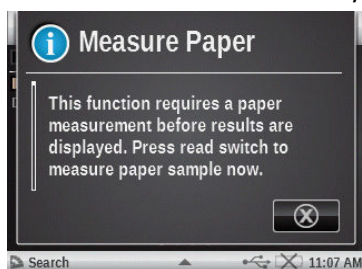 Measure Paper
This function requires a paper
measurement before results are
displayed. Press read switch to
measure paper sample now.
Search 11:07 AM